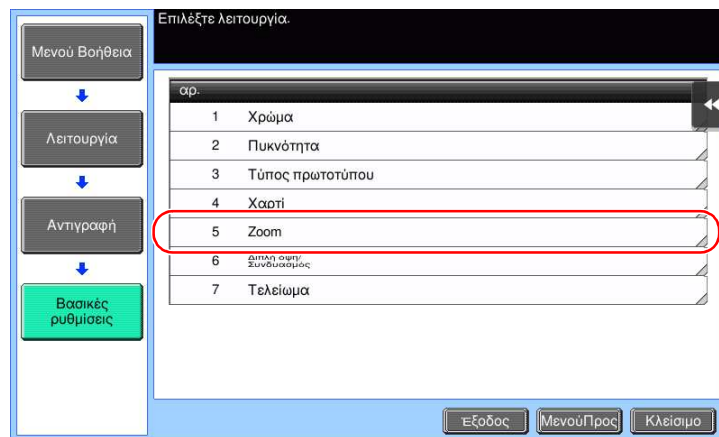 Επιλέξτε λειτουργία.
Μενού Βοήθεια
Λειτουργία
Αντιγραφή
Βασικές
ρυθμίσεις
αρ.
1 Χρώμα
2 Πυκνότητα
3 Τύπος πρωτοτύπου
4 Χαρτί
5 Zoom
6 Διπλή όψη/
Συνδυασμός
7 Τελείωμα
Έξοδος ΜενούΠρος Κλείσιμο